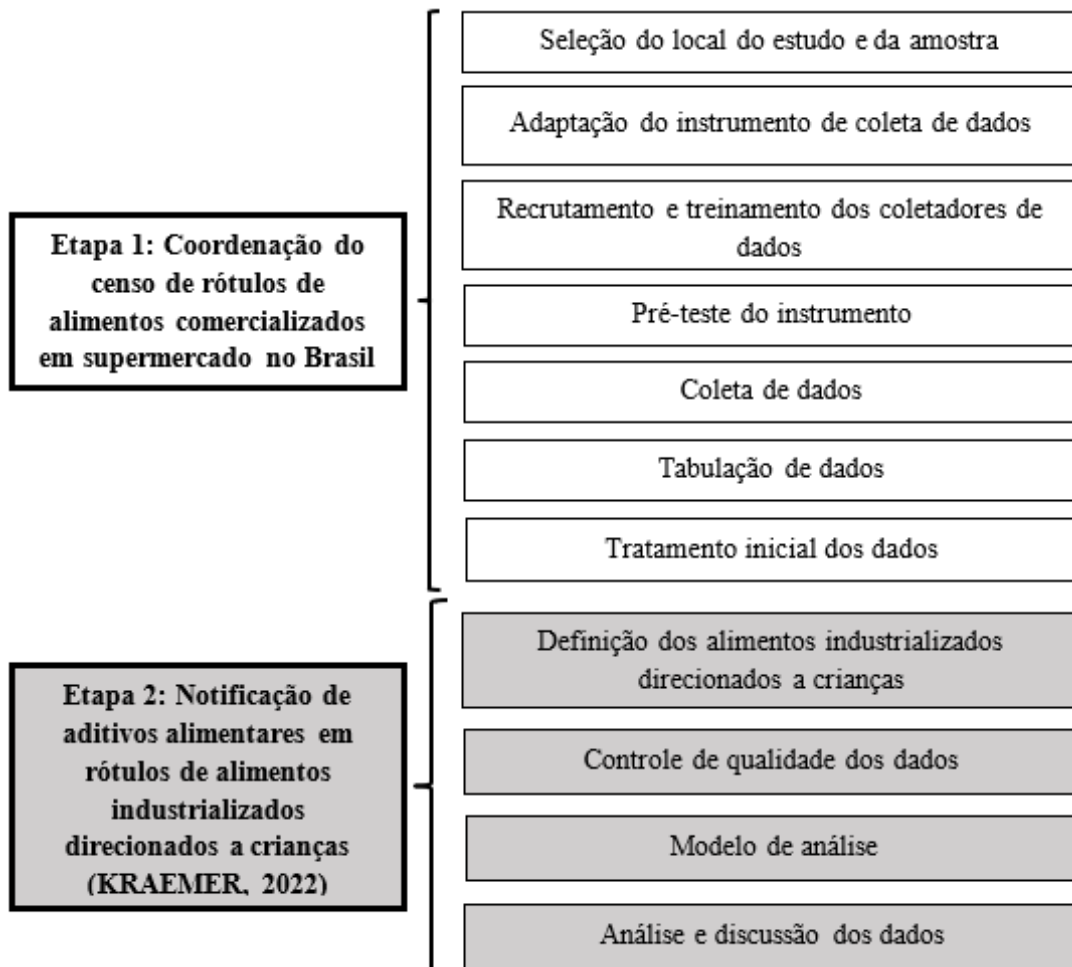 Etapa 1: Coordenação do
censo de rótulos de
alimentos comercializados
em supermercado no Brasil
Seleção do local do estudo e da amostra
Adaptação do instrumento de coleta de dados
Recrutamento e treinamento dos coletadores de
dados
Pré-teste do instrumento
Coleta de dados
Tabulação de dados
Tratamento inicial dos dados
Etapa 2: Notificação de
aditivos alimentares em
rótulos de alimentos
industrializados
direcionados a crianças
(KRAEMER, 2022)
Definição dos alimentos industrializados
direcionados a crianças
Controle de qualidade dos dados
Modelo de análise
Análise e discussão dos dados